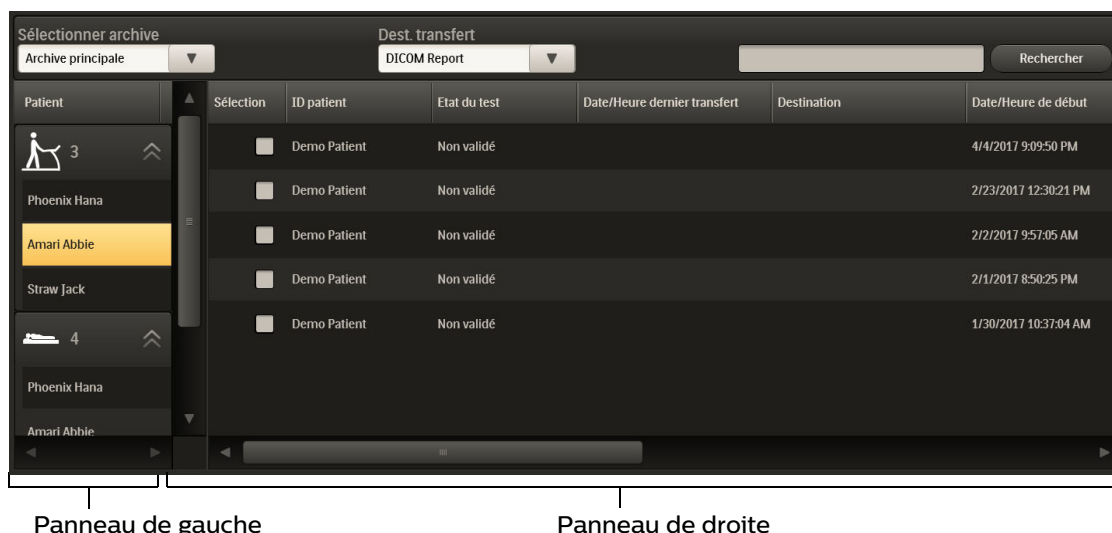 Sélectionner archive
Dest. transfert
Archive principale
DICOM Report
Rechercher
Patient
Sélection ID patient Etat du test Date/Heure dernier transfert Destination Date/Heure de début
3
Demo Patient Non validé 4/4/2017 9:09:50 PM
Phoenix Hana
Demo Patient Non validé 2/23/2017 12:30:21 PM
Amari Abbie
Demo Patient Non validé 2/2/2017 9:57:05 AM
Straw Jack
Demo Patient Non validé 2/1/2017 8:50:25 PM
4
Demo Patient Non validé 1/30/2017 10:37:04 AM
Phoenix Hana
Amari Abbie
Panneau de gauche
Panneau de droite